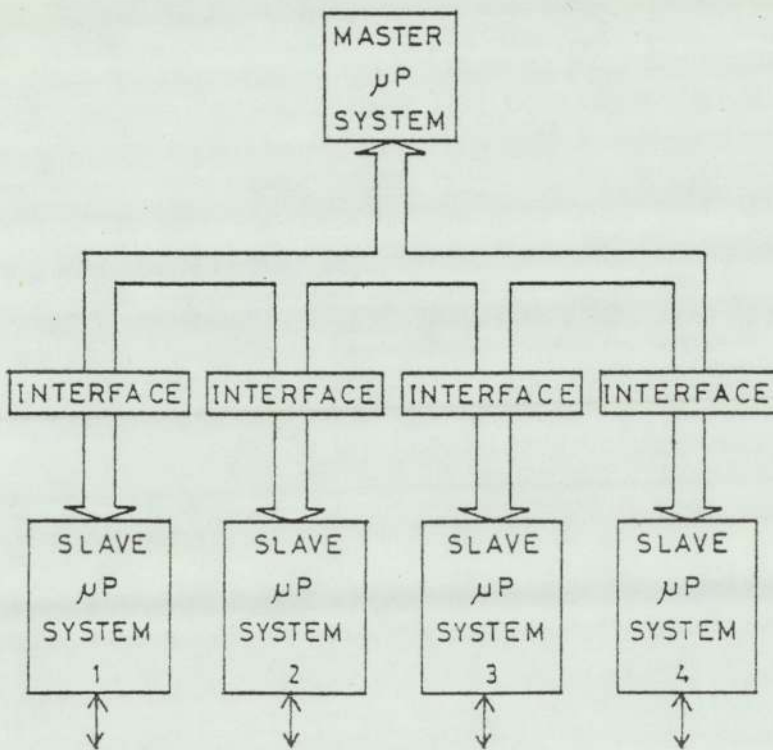 MASTER
µP
SYSTEM
INTERFACE INTERFACE INTERFACE INTERFACE
SLAVE
µP
SYSTEM
1
SLAVE
µP
SYSTEM
2
SLAVE
µP
SYSTEM
3
SLAVE
µP
SYSTEM
4